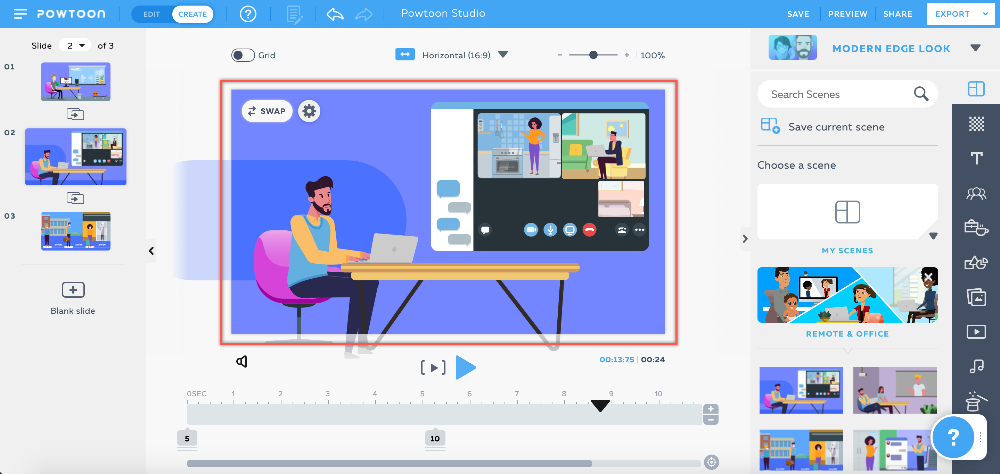 POWTOON
EDIT
CREATE
?
Powtoon Studio
SAVE
PREVIEW
SHARE
EXPORT
Slide 2 of 3
01
02
03
Blank slide
Grid
Horizontal (16:9)
- + 100%
SWAP
00:13:75 | 00:24
0SEC 1 2 3 4 5 6 7 8 9 10
+
-
5
10
MODERN EDGE LOOK
Search Scenes
Save current scene
Choose a scene
MY SCENES
REMOTE & OFFICE
T
?